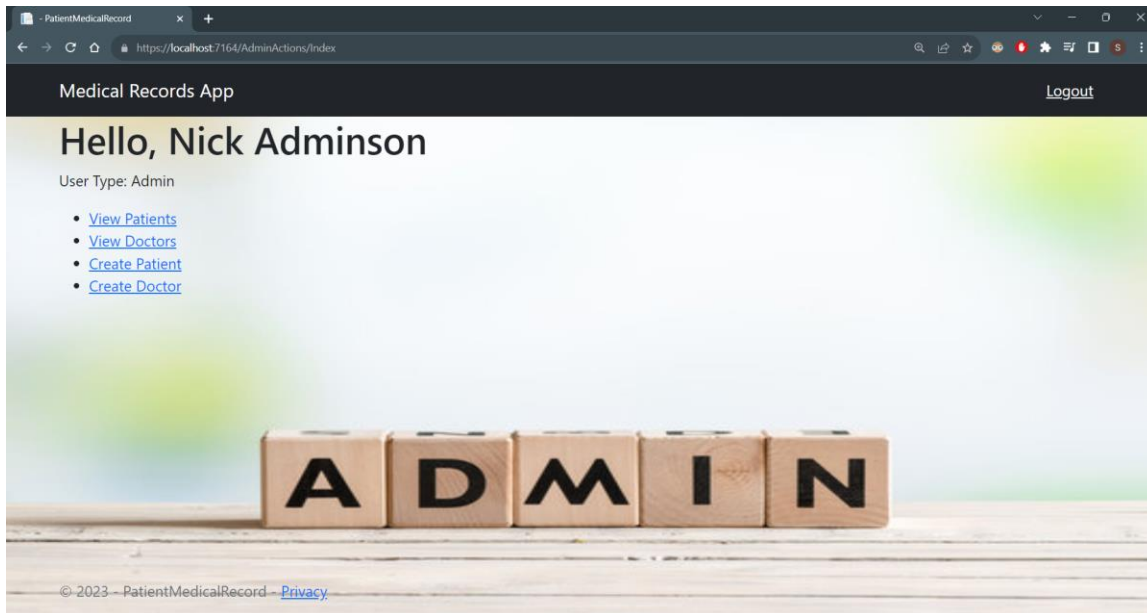 - PatientMedicalRecord
https://localhost:7164/AdminActions/Index
S
Medical Records App
Logout
Hello, Nick Adminson
User Type: Admin
View Patients
View Doctors
Create Patient
Create Doctor
ADMIN
© 2023 - PatientMedicalRecord - Privacy